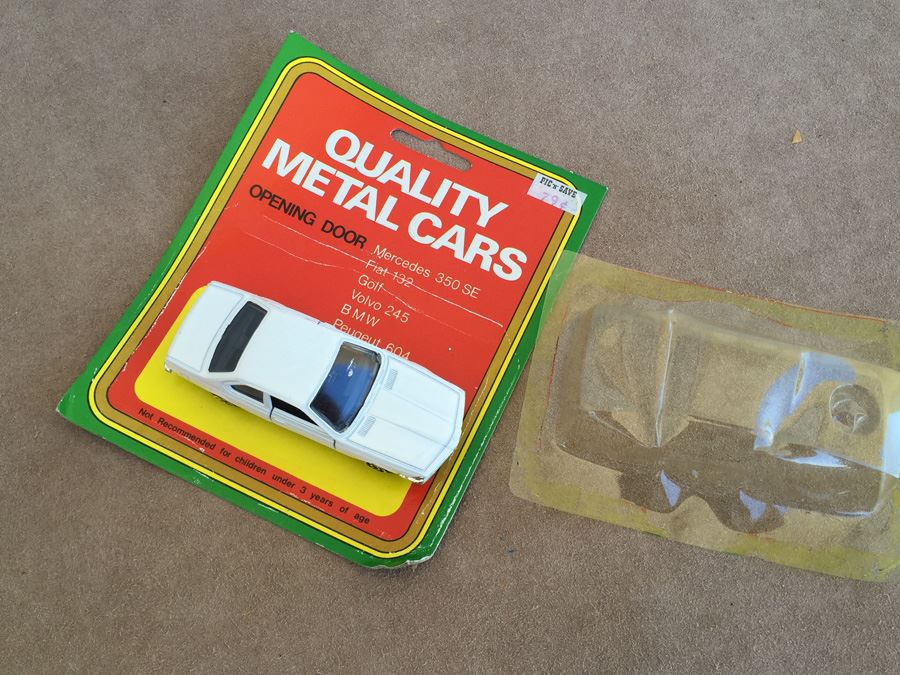 PIC 'n' SAVE
79¢
QUALITY
METAL CARS
OPENING DOOR
Mercedes 350 SE
Fiat 132
Golf
Volvo 245
BMW
Peugeot 604
Not Recommended for children under 3 years of age